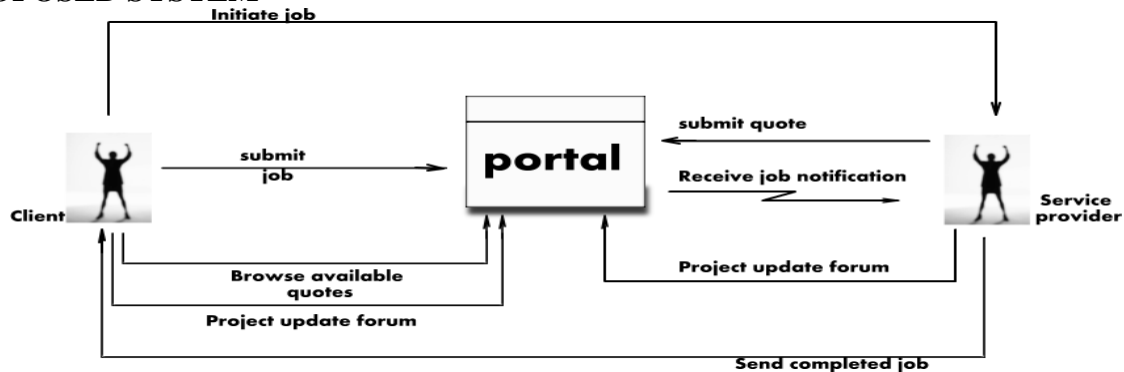 Initiate job
submit quote
submit
job
portal
Receive job notification
Client
Service
provider
Browse available
quotes
Project update forum
Project update forum
Send completed job